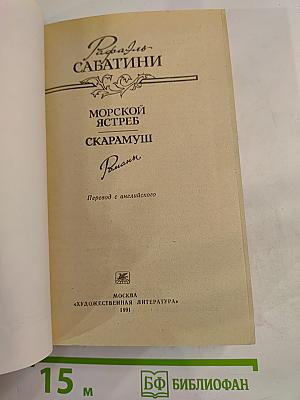 Рафаэль
САБАТИНИ
МОРСКОЙ
ЯСТРЕБ
СКАРАМУШ
Романы
Перевод с английского
МОСКВА
«ХУДОЖЕСТВЕННАЯ ЛИТЕРАТУРА»
1991
15 м
БФ БИБЛИОФАН